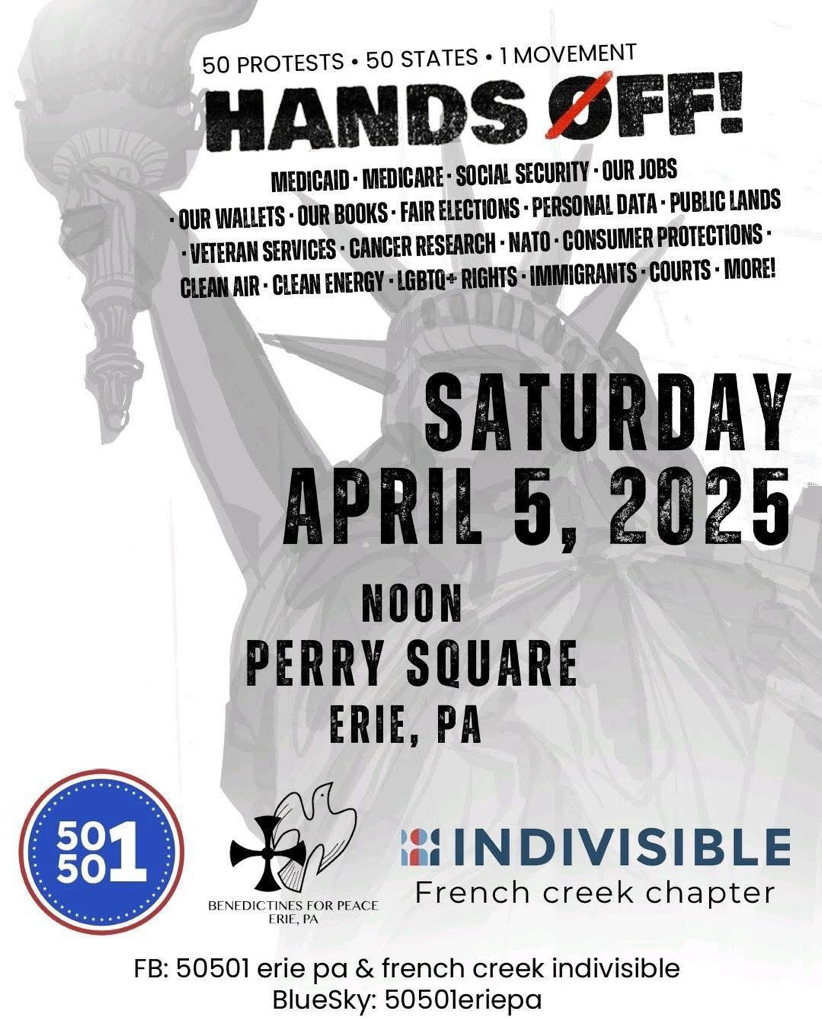 50 PROTESTS • 50 STATES • 1 MOVEMENT
HANDS OFF!
MEDICAID · MEDICARE · SOCIAL SECURITY · OUR JOBS
· OUR WALLETS · OUR BOOKS · FAIR ELECTIONS · PERSONAL DATA · PUBLIC LANDS
· VETERAN SERVICES · CANCER RESEARCH · NATO · CONSUMER PROTECTIONS ·
CLEAN AIR · CLEAN ENERGY · LGBTQ+ RIGHTS · IMMIGRANTS · COURTS · MORE!
SATURDAY
APRIL 5, 2025
NOON
PERRY SQUARE
ERIE, PA
50
50 1
BENEDICTINES FOR PEACE
ERIE, PA
INDIVISIBLE
French creek chapter
FB: 50501 erie pa & french creek indivisible
BlueSky: 50501eriepa